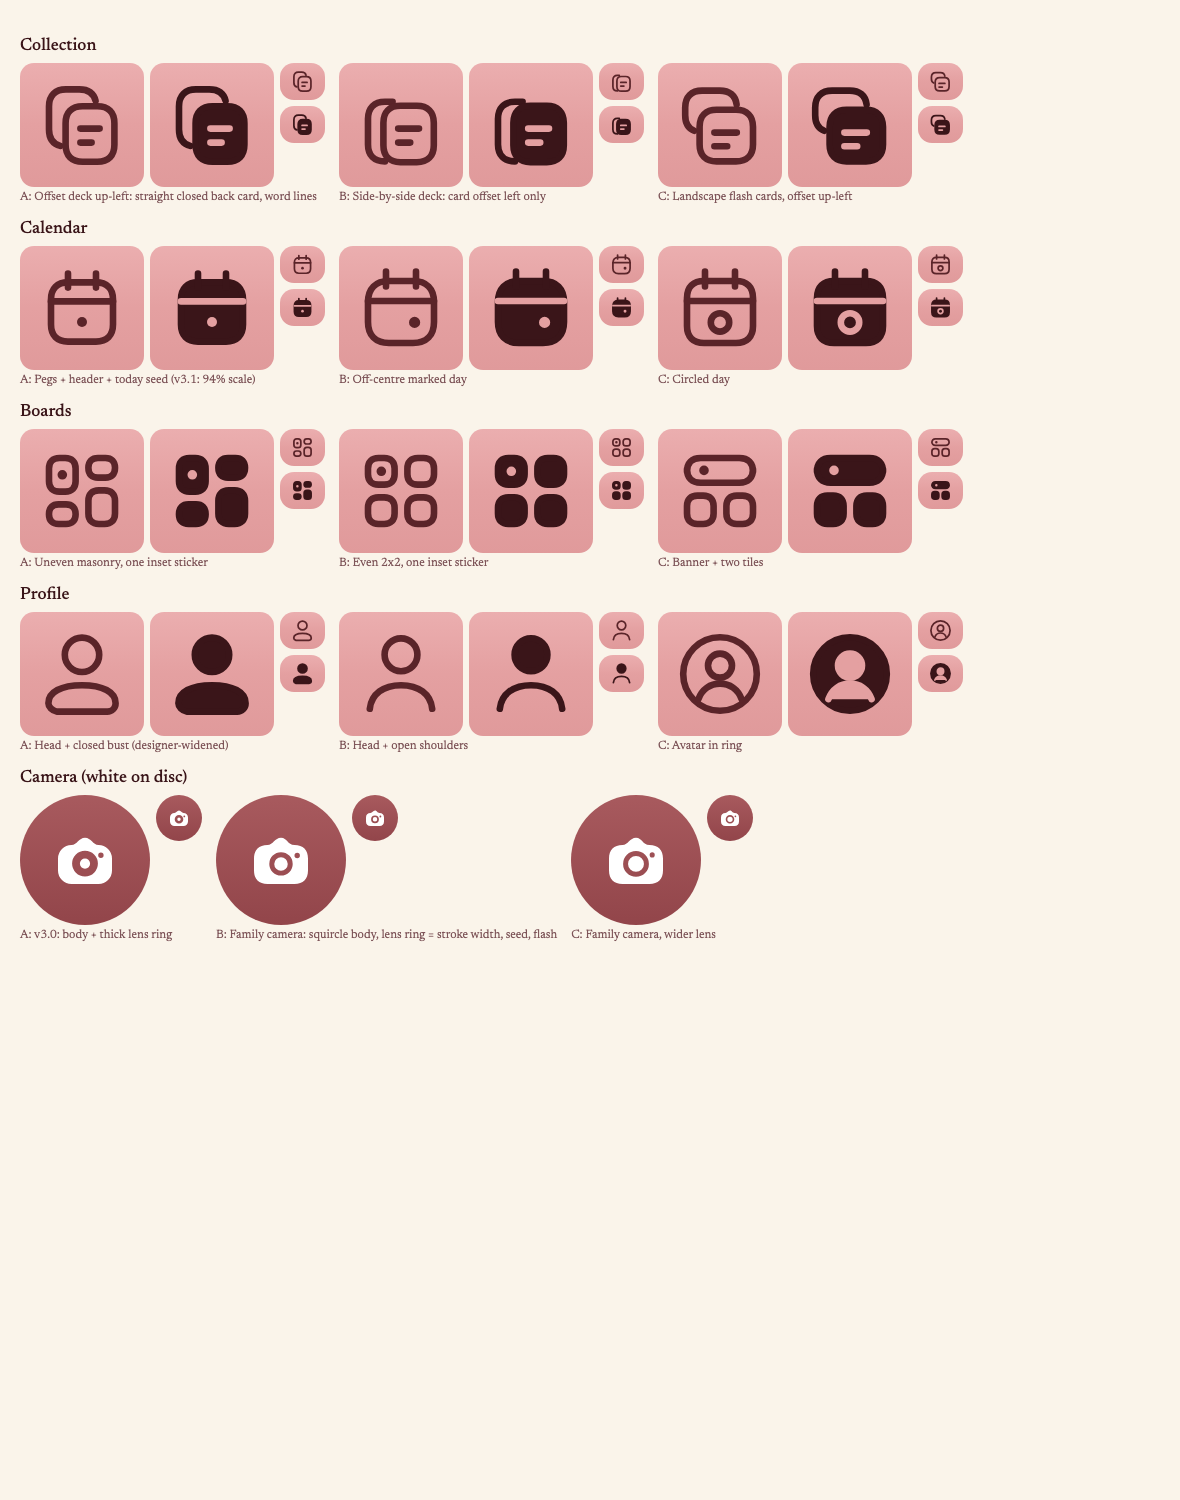 Collection
A: Offset deck up-left: straight closed back card, word lines
B: Side-by-side deck: card offset left only
C: Landscape flash cards, offset up-left
Calendar
A: Pegs + header + today seed (v3.1: 94% scale)
B: Off-centre marked day
C: Circled day
Boards
A: Uneven masonry, one inset sticker
B: Even 2x2, one inset sticker
C: Banner + two tiles
Profile
A: Head + closed bust (designer-widened)
B: Head + open shoulders
C: Avatar in ring
Camera (white on disc)
A: v3.0: body + thick lens ring
B: Family camera: squircle body, lens ring = stroke width, seed, flash
C: Family camera, wider lens